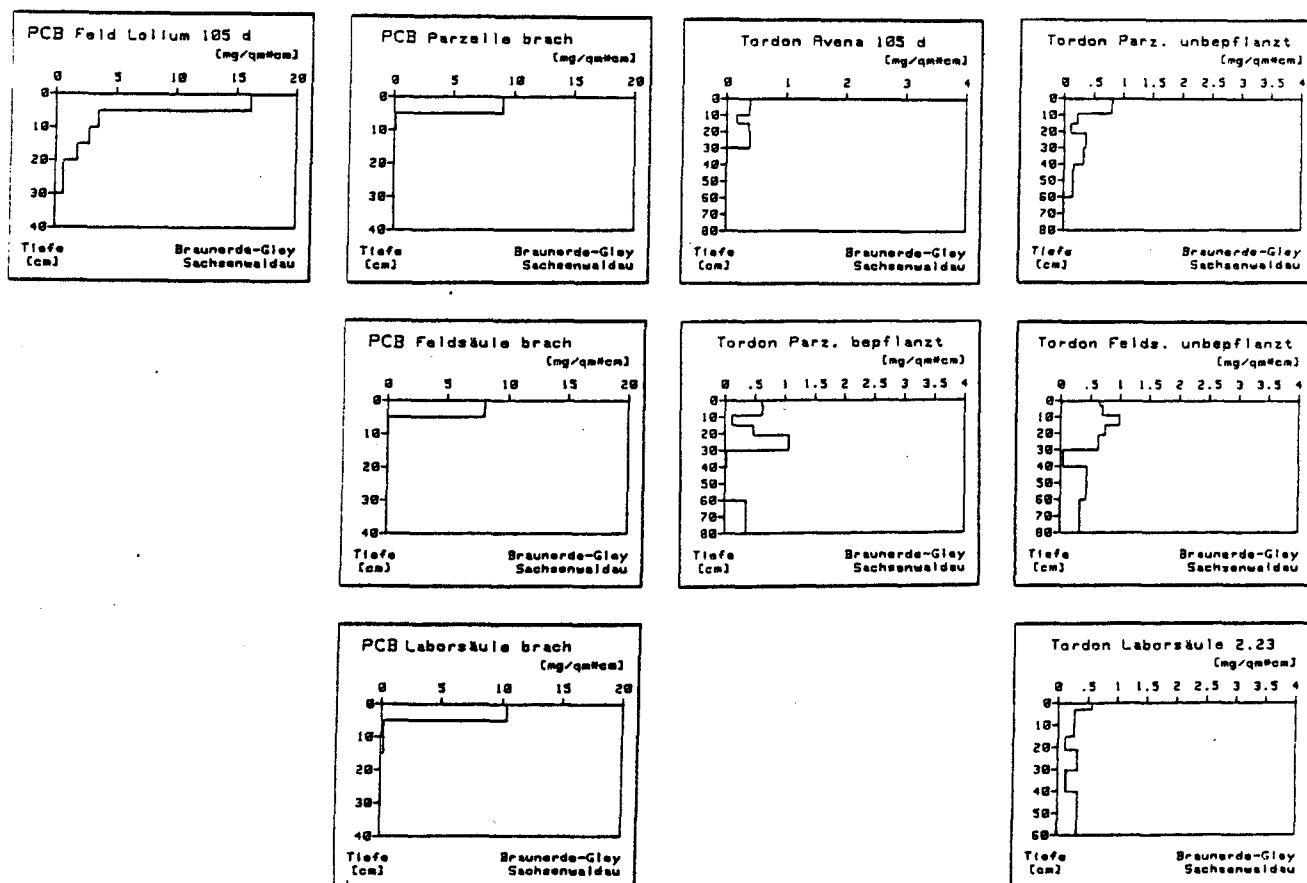 PCB Feld Lolium 105 d
[mg/qm*cm]
0 5 10 15 20
0
10
20
30
40
Tiefe Braunerde-Gley
[cm] Sachsenwaldau
PCB Parzelle brach
[mg/qm*cm]
0 5 10 15 20
0
10
20
30
40
Tiefe Braunerde-Gley
[cm] Sachsenwaldau
Tordon Avena 105 d
[mg/qm*cm]
0 1 2 3 4
0
10
20
30
40
50
60
70
80
Tiefe Braunerde-Gley
[cm] Sachsenwaldau
Tordon Parz. unbepflanzt
[mg/qm*cm]
0 .5 1 1.5 2 2.5 3 3.5 4
0
10
20
30
40
50
60
70
80
Tiefe Braunerde-Gley
[cm] Sachsenwaldau
PCB Feldsäule brach
[mg/qm*cm]
0 5 10 15 20
0
10
20
30
40
Tiefe Braunerde-Gley
[cm] Sachsenwaldau
Tordon Parz. bepflanzt
[mg/qm*cm]
0 .5 1 1.5 2 2.5 3 3.5 4
0
10
20
30
40
50
60
70
80
Tiefe Braunerde-Gley
[cm] Sachsenwaldau
Tordon Felds. unbepflanzt
[mg/qm*cm]
0 .5 1 1.5 2 2.5 3 3.5 4
0
10
20
30
40
50
60
70
80
Tiefe Braunerde-Gley
[cm] Sachsenwaldau
PCB Laborsäule brach
[mg/qm*cm]
0 5 10 15 20
0
10
20
30
40
Tiefe Braunerde-Gley
[cm] Sachsenwaldau
Tordon Laborsäule 2.23
[mg/qm*cm]
0 .5 1 1.5 2 2.5 3 3.5 4
0
10
20
30
40
50
60
Tiefe Braunerde-Gley
[cm] Sachsenwaldau